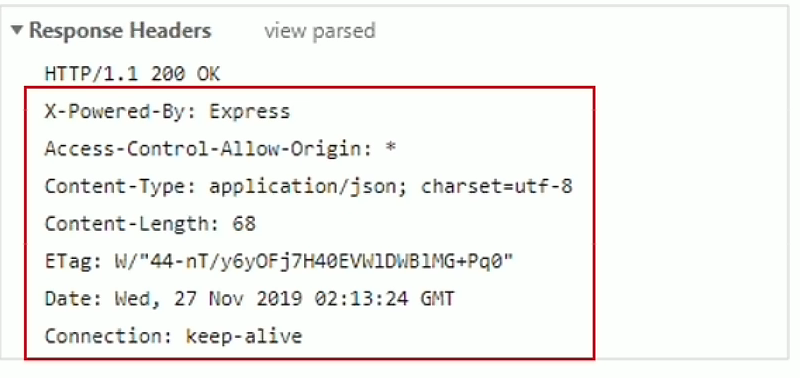 Response Headers view parsed
HTTP/1.1 200 OK
X-Powered-By: Express
Access-Control-Allow-Origin: *
Content-Type: application/json; charset=utf-8
Content-Length: 68
ETag: W/"44-nT/y6yOFj7H40EVWlDWBlMG+Pq0"
Date: Wed, 27 Nov 2019 02:13:24 GMT
Connection: keep-alive